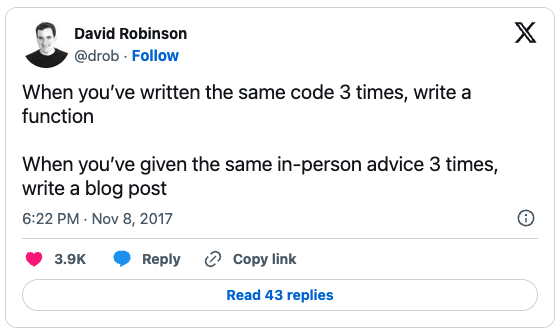 David Robinson
@drob · Follow
When you’ve written the same code 3 times, write a
function
When you’ve given the same in-person advice 3 times,
write a blog post
6:22 PM · Nov 8, 2017
3.9K Reply Copy link
Read 43 replies